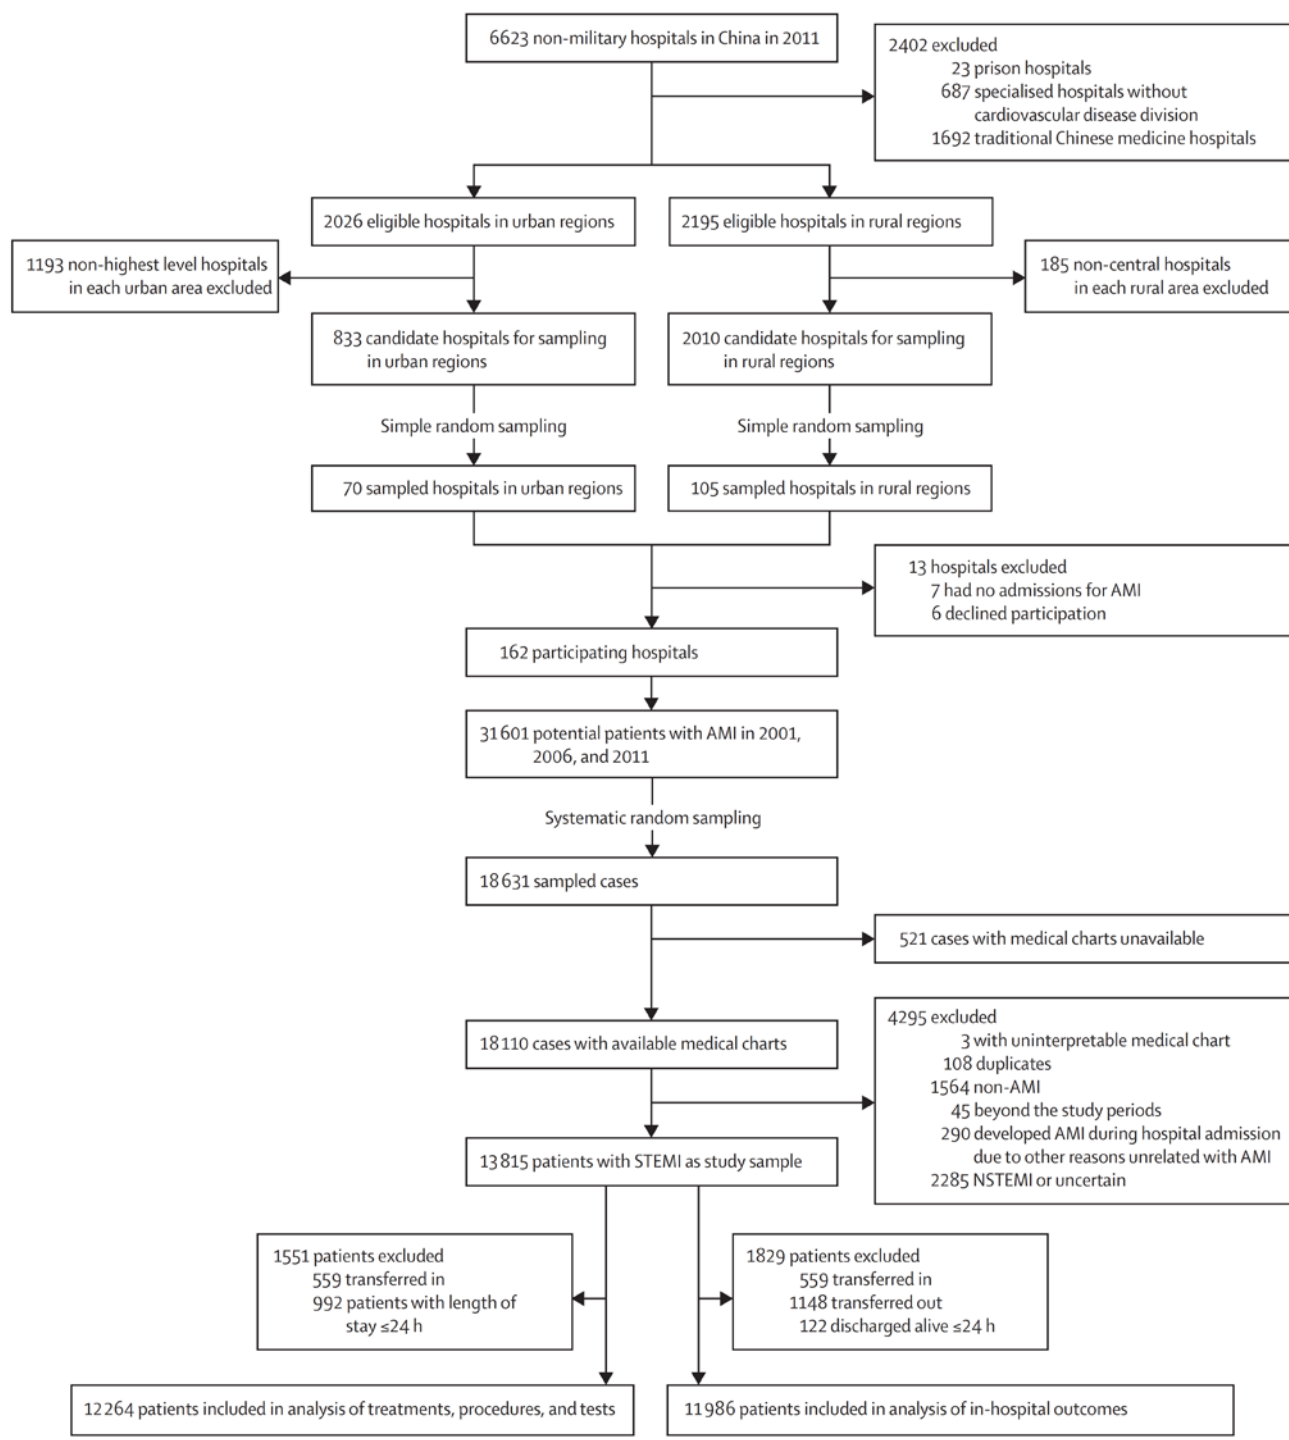 6623 non-military hospitals in China in 2011
2402 excluded
23 prison hospitals
687 specialised hospitals without
cardiovascular disease division
1692 traditional Chinese medicine hospitals
2026 eligible hospitals in urban regions
2195 eligible hospitals in rural regions
1193 non-highest level hospitals
in each urban area excluded
185 non-central hospitals
in each rural area excluded
833 candidate hospitals for sampling
in urban regions
2010 candidate hospitals for sampling
in rural regions
Simple random sampling
Simple random sampling
70 sampled hospitals in urban regions
105 sampled hospitals in rural regions
13 hospitals excluded
7 had no admissions for AMI
6 declined participation
162 participating hospitals
31601 potential patients with AMI in 2001,
2006, and 2011
Systematic random sampling
18631 sampled cases
521 cases with medical charts unavailable
18110 cases with available medical charts
4295 excluded
3 with uninterpretable medical chart
108 duplicates
1564 non-AMI
45 beyond the study periods
290 developed AMI during hospital admission
due to other reasons unrelated with AMI
2285 NSTEMI or uncertain
13815 patients with STEMI as study sample
1551 patients excluded
559 transferred in
992 patients with length of
stay ≤24 h
1829 patients excluded
559 transferred in
1148 transferred out
122 discharged alive ≤24 h
12264 patients included in analysis of treatments, procedures, and tests
11986 patients included in analysis of in-hospital outcomes